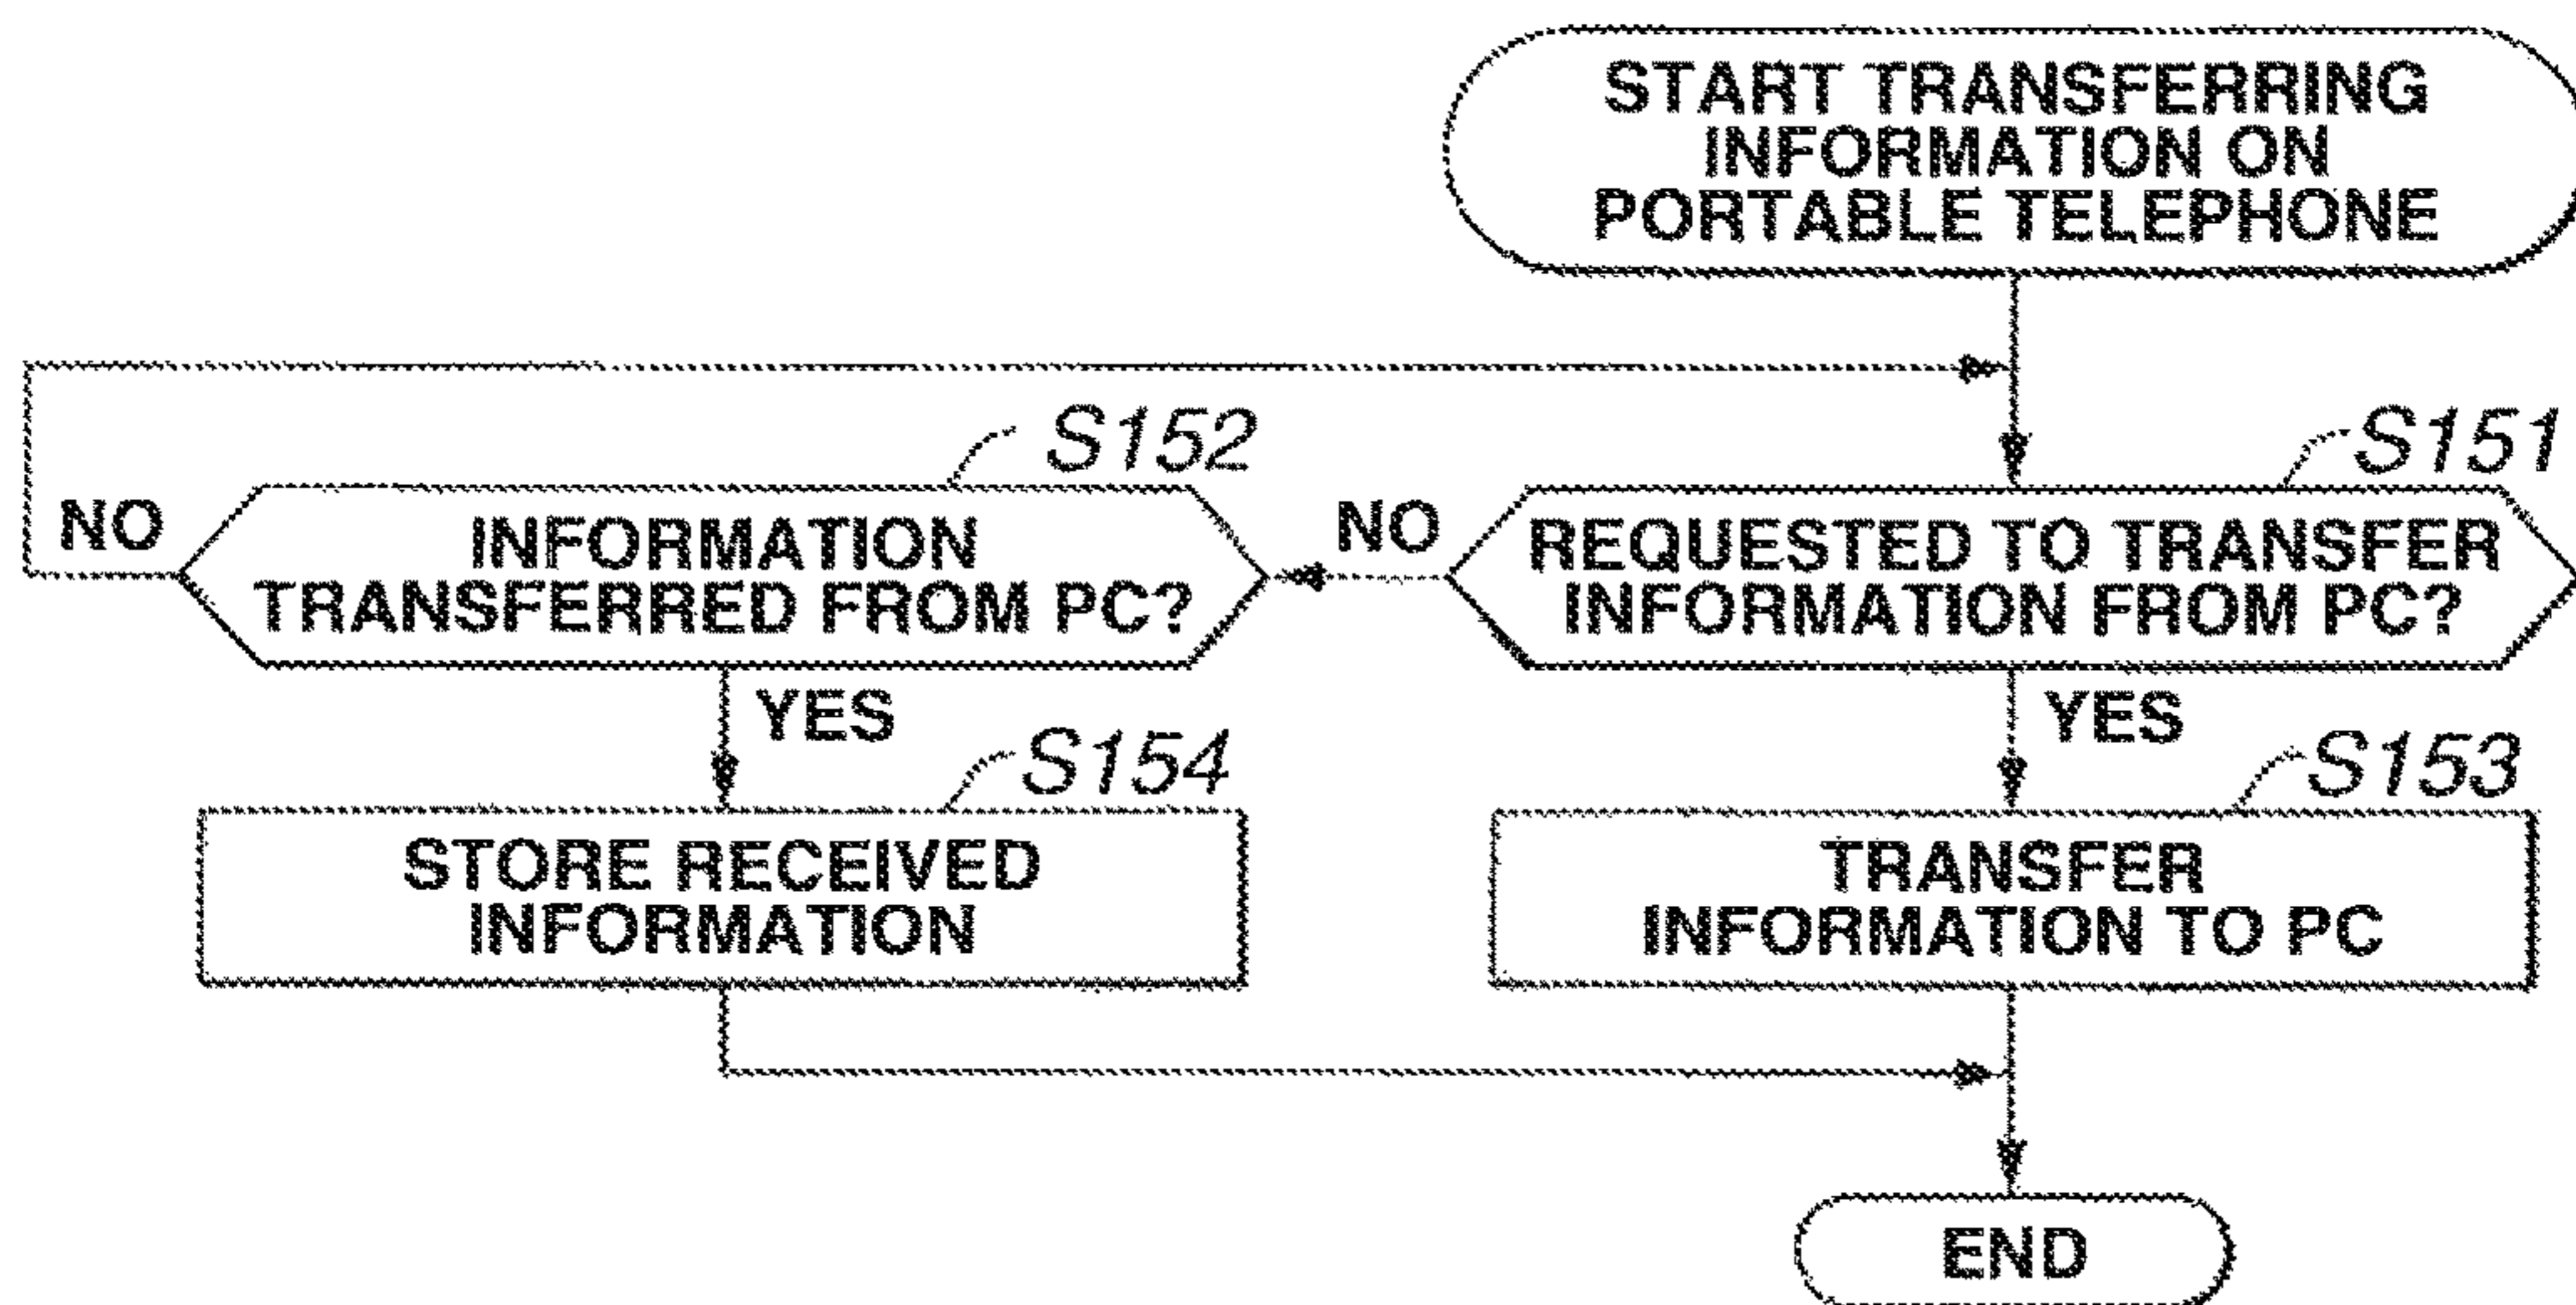 START TRANSFERRING
INFORMATION ON
PORTABLE TELEPHONE
S152
S151
NO
INFORMATION
TRANSFERRED FROM PC?
NO
REQUESTED TO TRANSFER
INFORMATION FROM PC?
YES
YES
S154
S153
STORE RECEIVED
INFORMATION
TRANSFER
INFORMATION TO PC
END